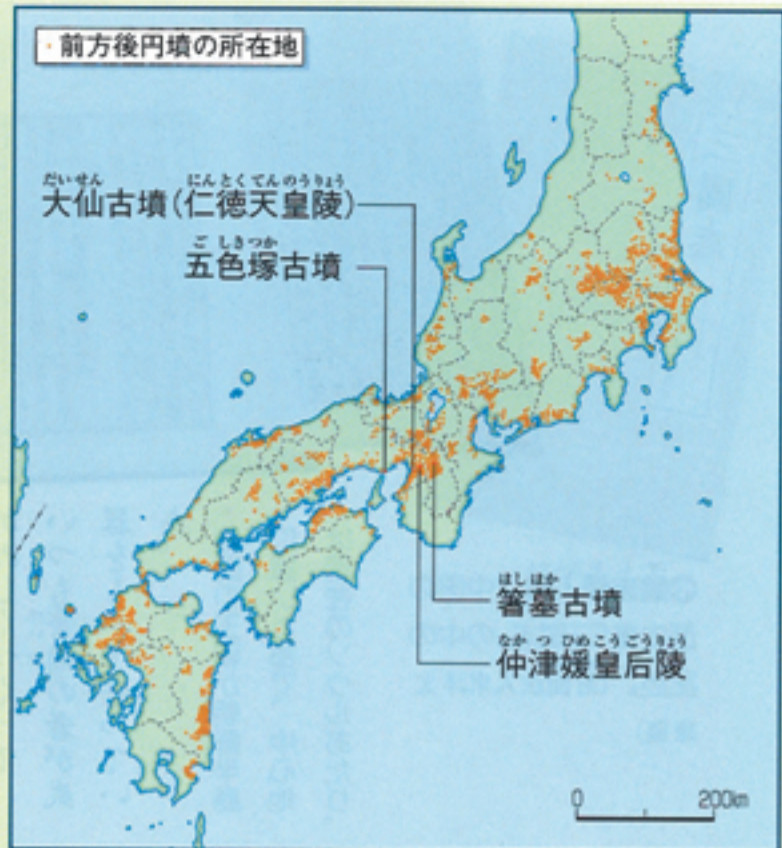 ・前方後円墳の所在地
だいせん にんとくてんのうりょう
大仙古墳(仁徳天皇陵)
ごしきつか
五色塚古墳
はしはか
箸墓古墳
なかつひめこうごうりょう
仲津媛皇后陵
0 200km